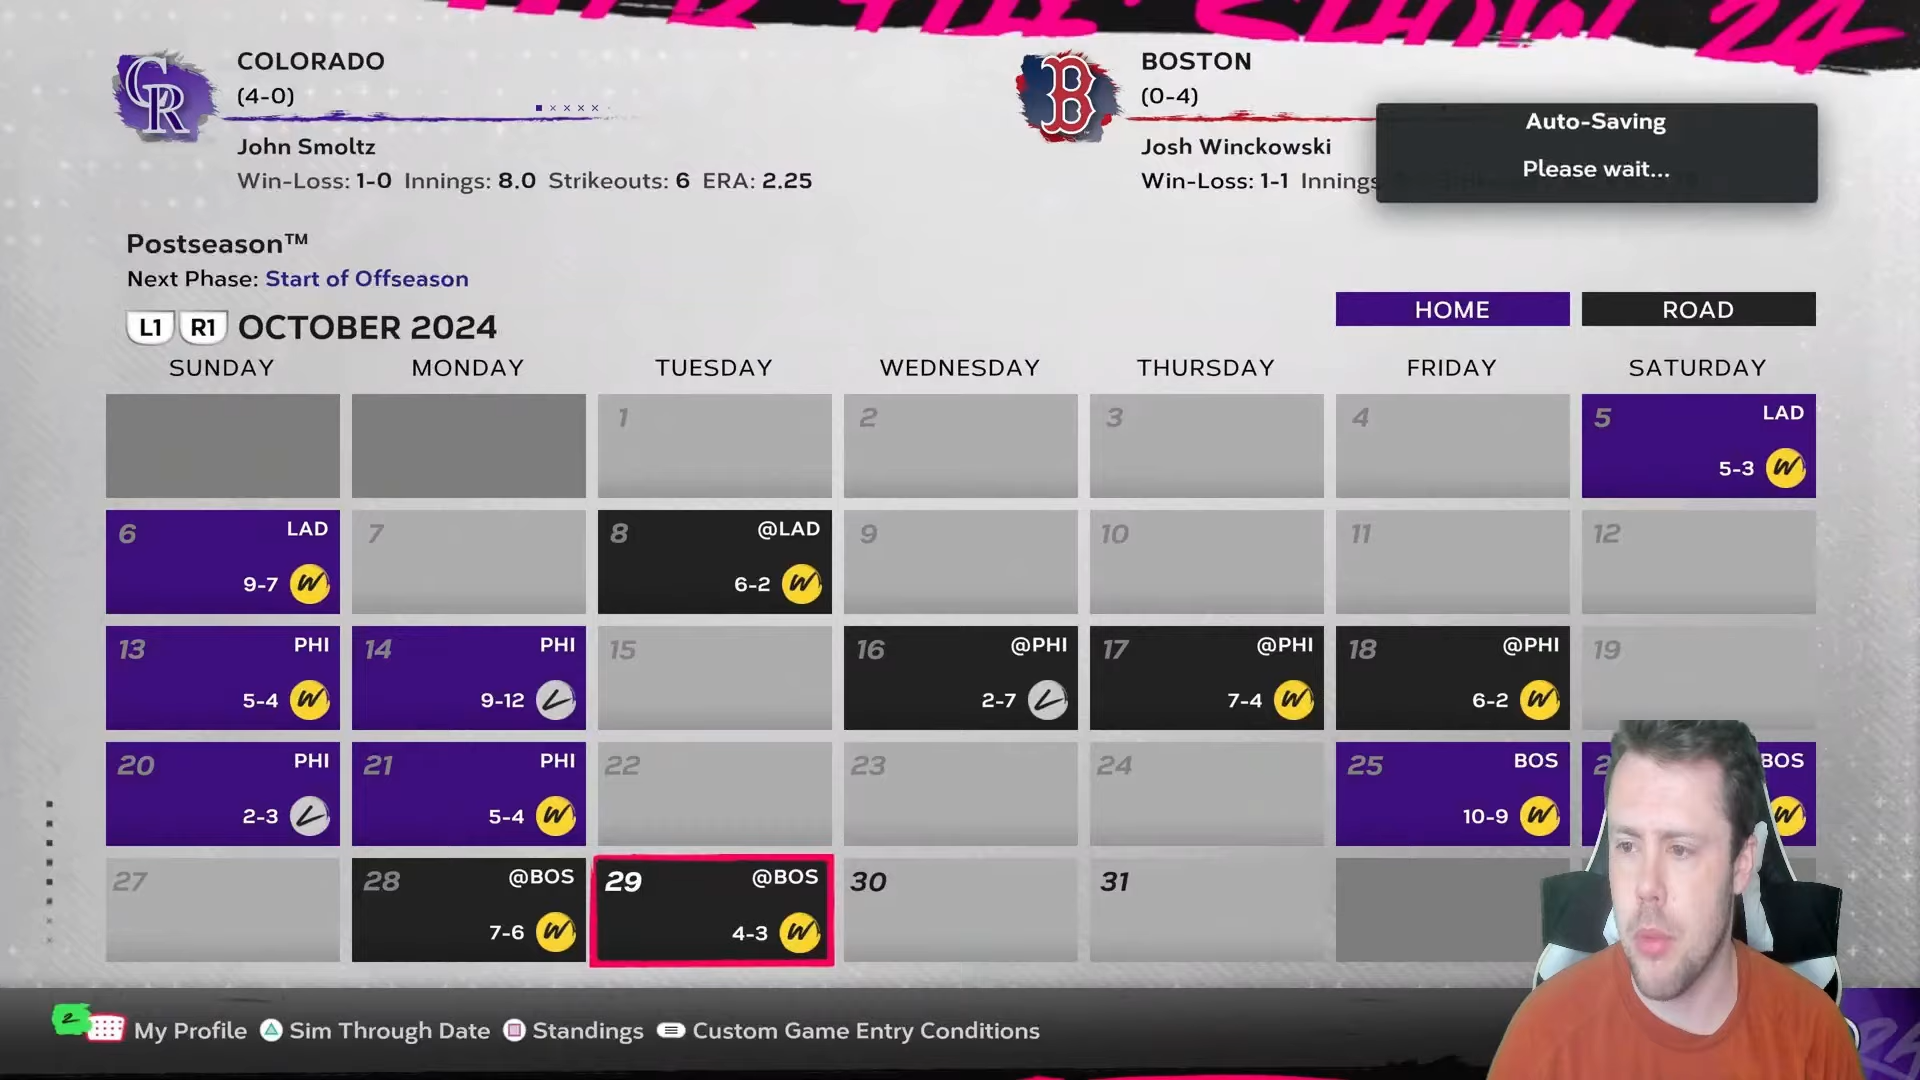 THE SHOW 24
COLORADO
(4-0)
John Smoltz
Win-Loss: 1-0 Innings: 8.0 Strikeouts: 6 ERA: 2.25
BOSTON
(0-4)
Josh Winckowski
Win-Loss: 1-1 Innings
Auto-Saving
Please wait...
Postseason™
Next Phase: Start of Offseason
HOME
ROAD
L1 R1 OCTOBER 2024
SUNDAY MONDAY TUESDAY WEDNESDAY THURSDAY FRIDAY SATURDAY
1 2 3 4 5 LAD
5-3 W
6 LAD 7 8 @LAD 9 10 11 12
9-7 W 6-2 W
13 PHI 14 PHI 15 16 @PHI 17 @PHI 18 @PHI 19
5-4 W 9-12 L 2-7 L 7-4 W 6-2 W
20 PHI 21 PHI 22 23 24 25 BOS BOS
2-3 L 5-4 W 10-9 W W
27 28 @BOS 29 @BOS 30 31
7-6 W 4-3 W
2 My Profile Sim Through Date Standings Custom Game Entry Conditions